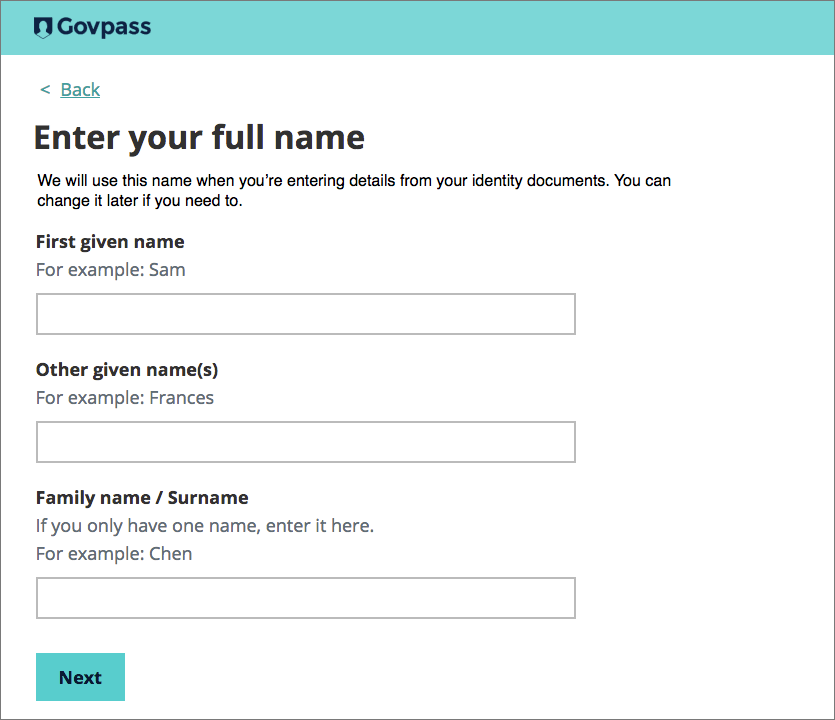 Govpass
< Back
Enter your full name
We will use this name when you’re entering details from your identity documents. You can
change it later if you need to.
First given name
For example: Sam
Other given name(s)
For example: Frances
Family name / Surname
If you only have one name, enter it here.
For example: Chen
Next